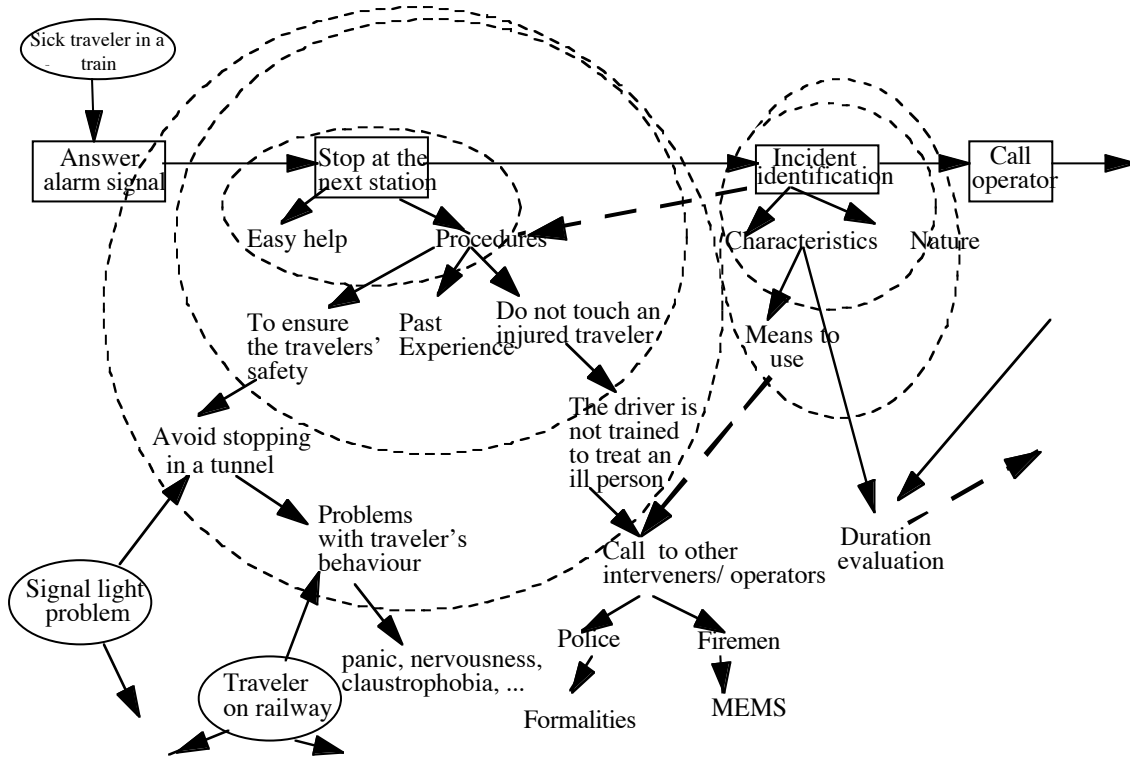 Sick traveler in a
train
Answer
alarm signal
Stop at the
next station
Incident
identification
Call
operator
Easy help
Procedures
Characteristics
Nature
To ensure
the travelers’
safety
Past
Experience
Do not touch an
injured traveler
Means to
use
The driver is
not trained
to treat an
ill person
Avoid stopping
in a tunnel
Problems
with traveler’s
behaviour
Call to other
interveners/ operators
Duration
evaluation
Signal light
problem
Police
Firemen
panic, nervousness,
claustrophobia, ...
Traveler
on railway
Formalities
MEMS